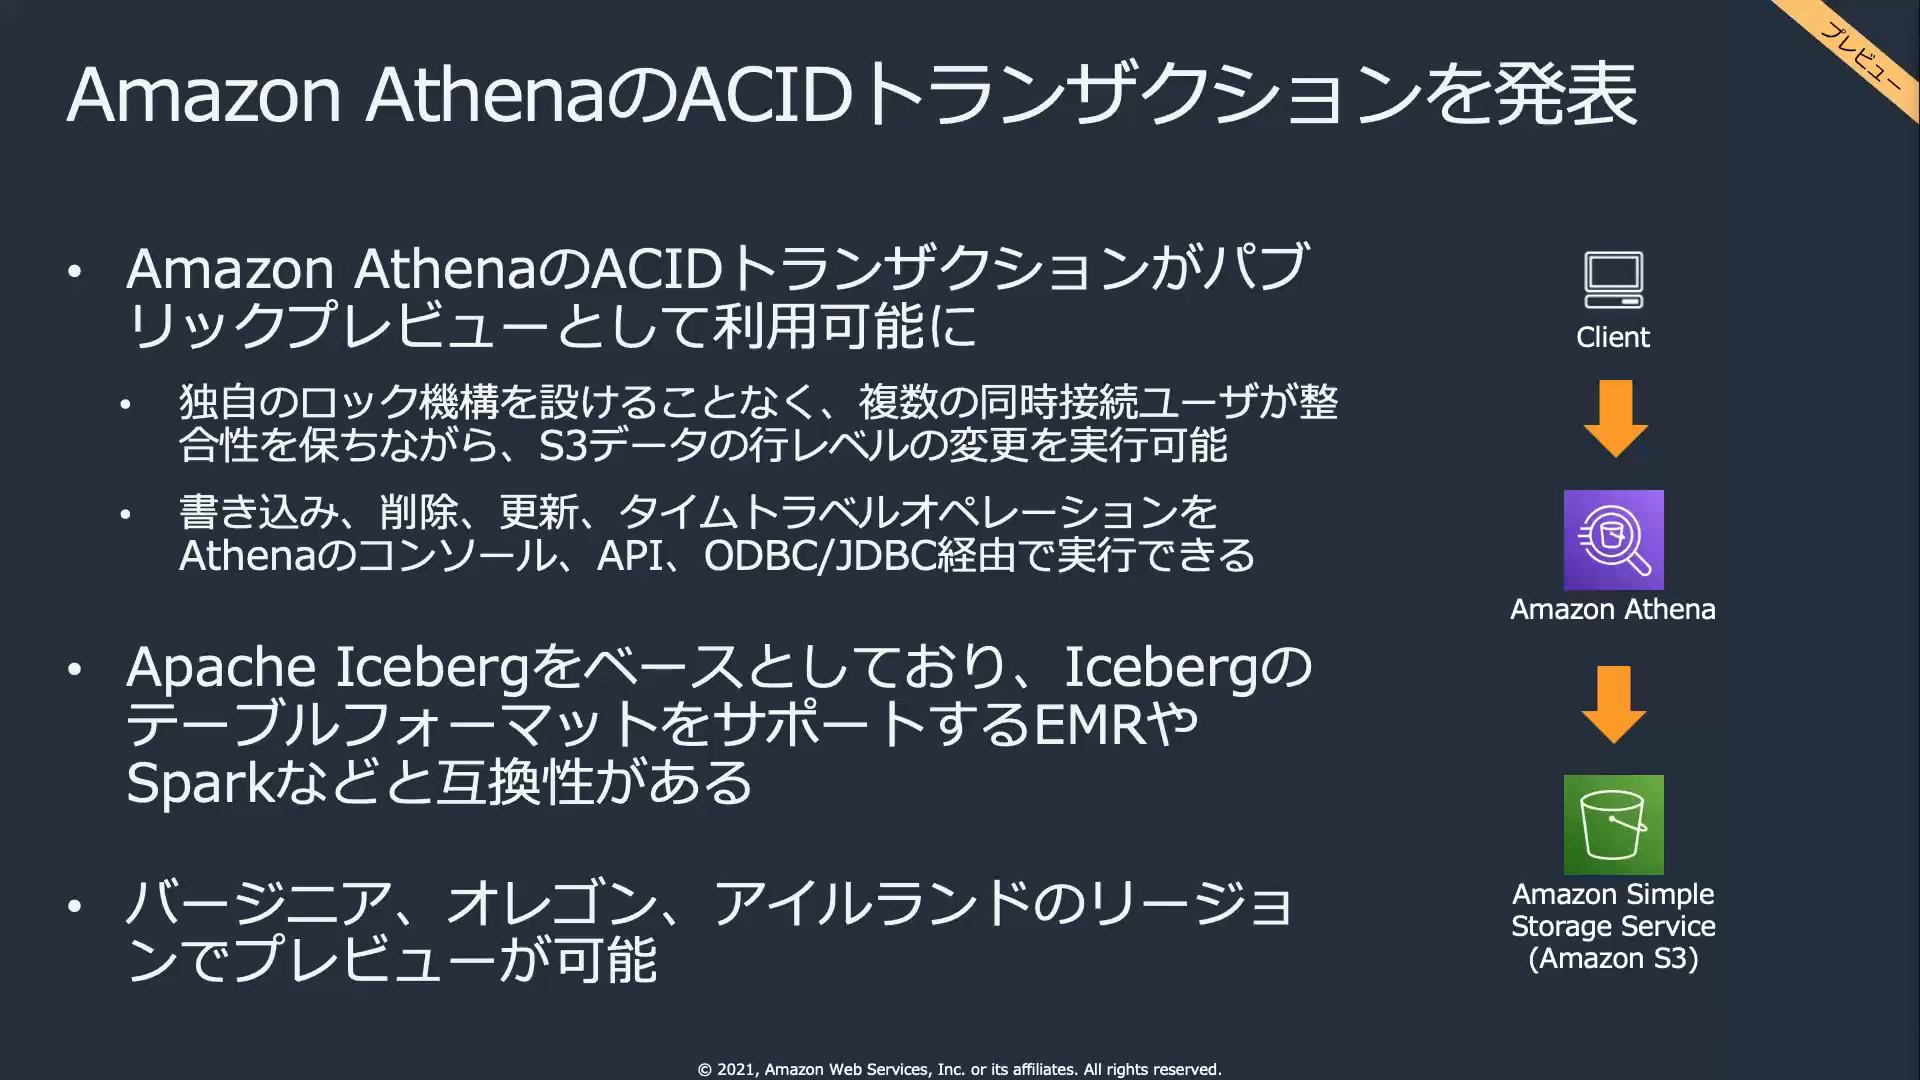 プレビュー
Amazon AthenaのACIDトランザクションを発表
• Amazon AthenaのACIDトランザクションがパブ
リックプレビューとして利用可能に
• 独自のロック機構を設けることなく、複数の同時接続ユーザが整
合性を保ちながら、S3データの行レベルの変更を実行可能
• 書き込み、削除、更新、タイムトラベルオペレーションを
Athenaのコンソール、API、ODBC/JDBC経由で実行できる
• Apache Icebergをベースとしており、Icebergの
テーブルフォーマットをサポートするEMRや
Sparkなどと互換性がある
• バージニア、オレゴン、アイルランドのリージョ
ンでプレビューが可能
Client
Amazon Athena
Amazon Simple
Storage Service
(Amazon S3)
© 2021, Amazon Web Services, Inc. or its affiliates. All rights reserved.